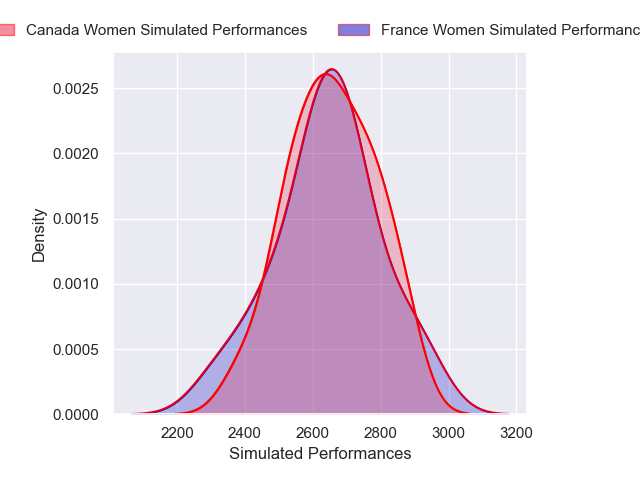 Canada Women Simulated Performances
France Women Simulated Performanc
0.0025
0.0020
0.0015
0.0010
0.0005
0.0000
Density
2200 2400 2600 2800 3000 3200
Simulated Performances